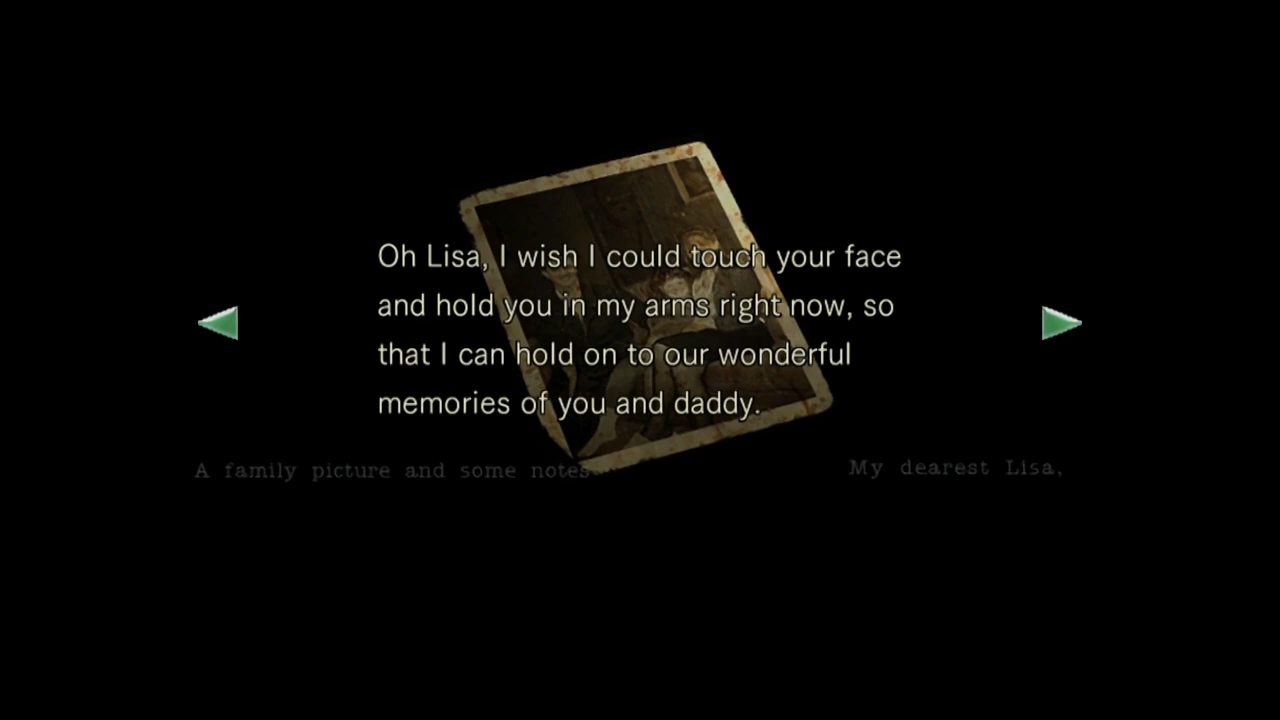 Oh Lisa, I wish I could touch your face
and hold you in my arms right now, so
that I can hold on to our wonderful
memories of you and daddy.
A family picture and some notes
My dearest Lisa,